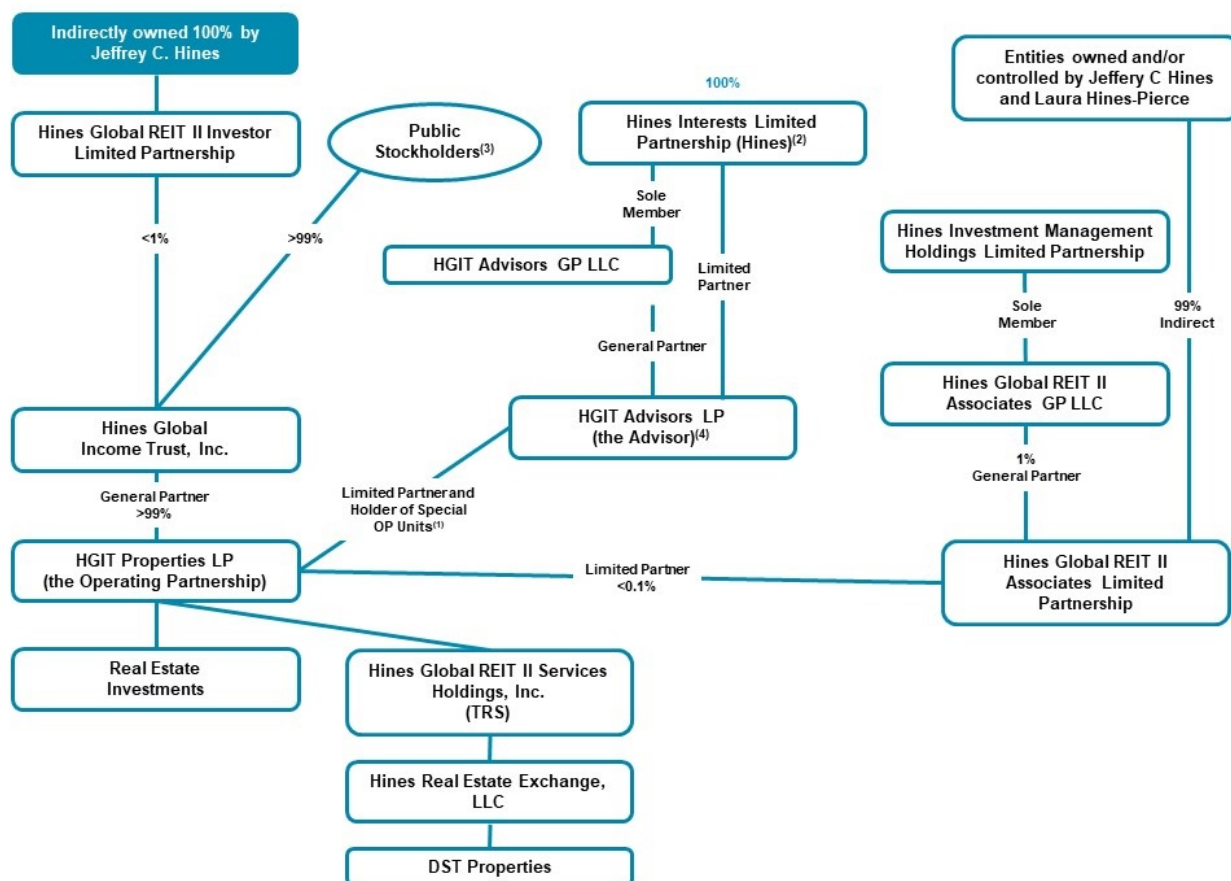 Indirectly owned 100% by
Jeffrey C. Hines
Hines Global REIT II Investor
Limited Partnership
Public
Stockholders(3)
100%
Hines Interests Limited
Partnership (Hines)(2)
Entities owned and/or
controlled by Jeffery C Hines
and Laura Hines-Pierce
<1%
>99%
Sole
Member
HGIT Advisors GP LLC
Limited
Partner
Hines Investment Management
Holdings Limited Partnership
Sole
Member
99%
Indirect
General Partner
Hines Global REIT II
Associates GP LLC
Hines Global
Income Trust, Inc.
HGIT Advisors LP
(the Advisor)(4)
1%
General Partner
General Partner
>99%
Limited Partner and
Holder of Special
OP Units(1)
HGIT Properties LP
(the Operating Partnership)
Limited Partner
<0.1%
Hines Global REIT II
Associates Limited
Partnership
Real Estate
Investments
Hines Global REIT II Services
Holdings, Inc.
(TRS)
Hines Real Estate Exchange,
LLC
DST Properties